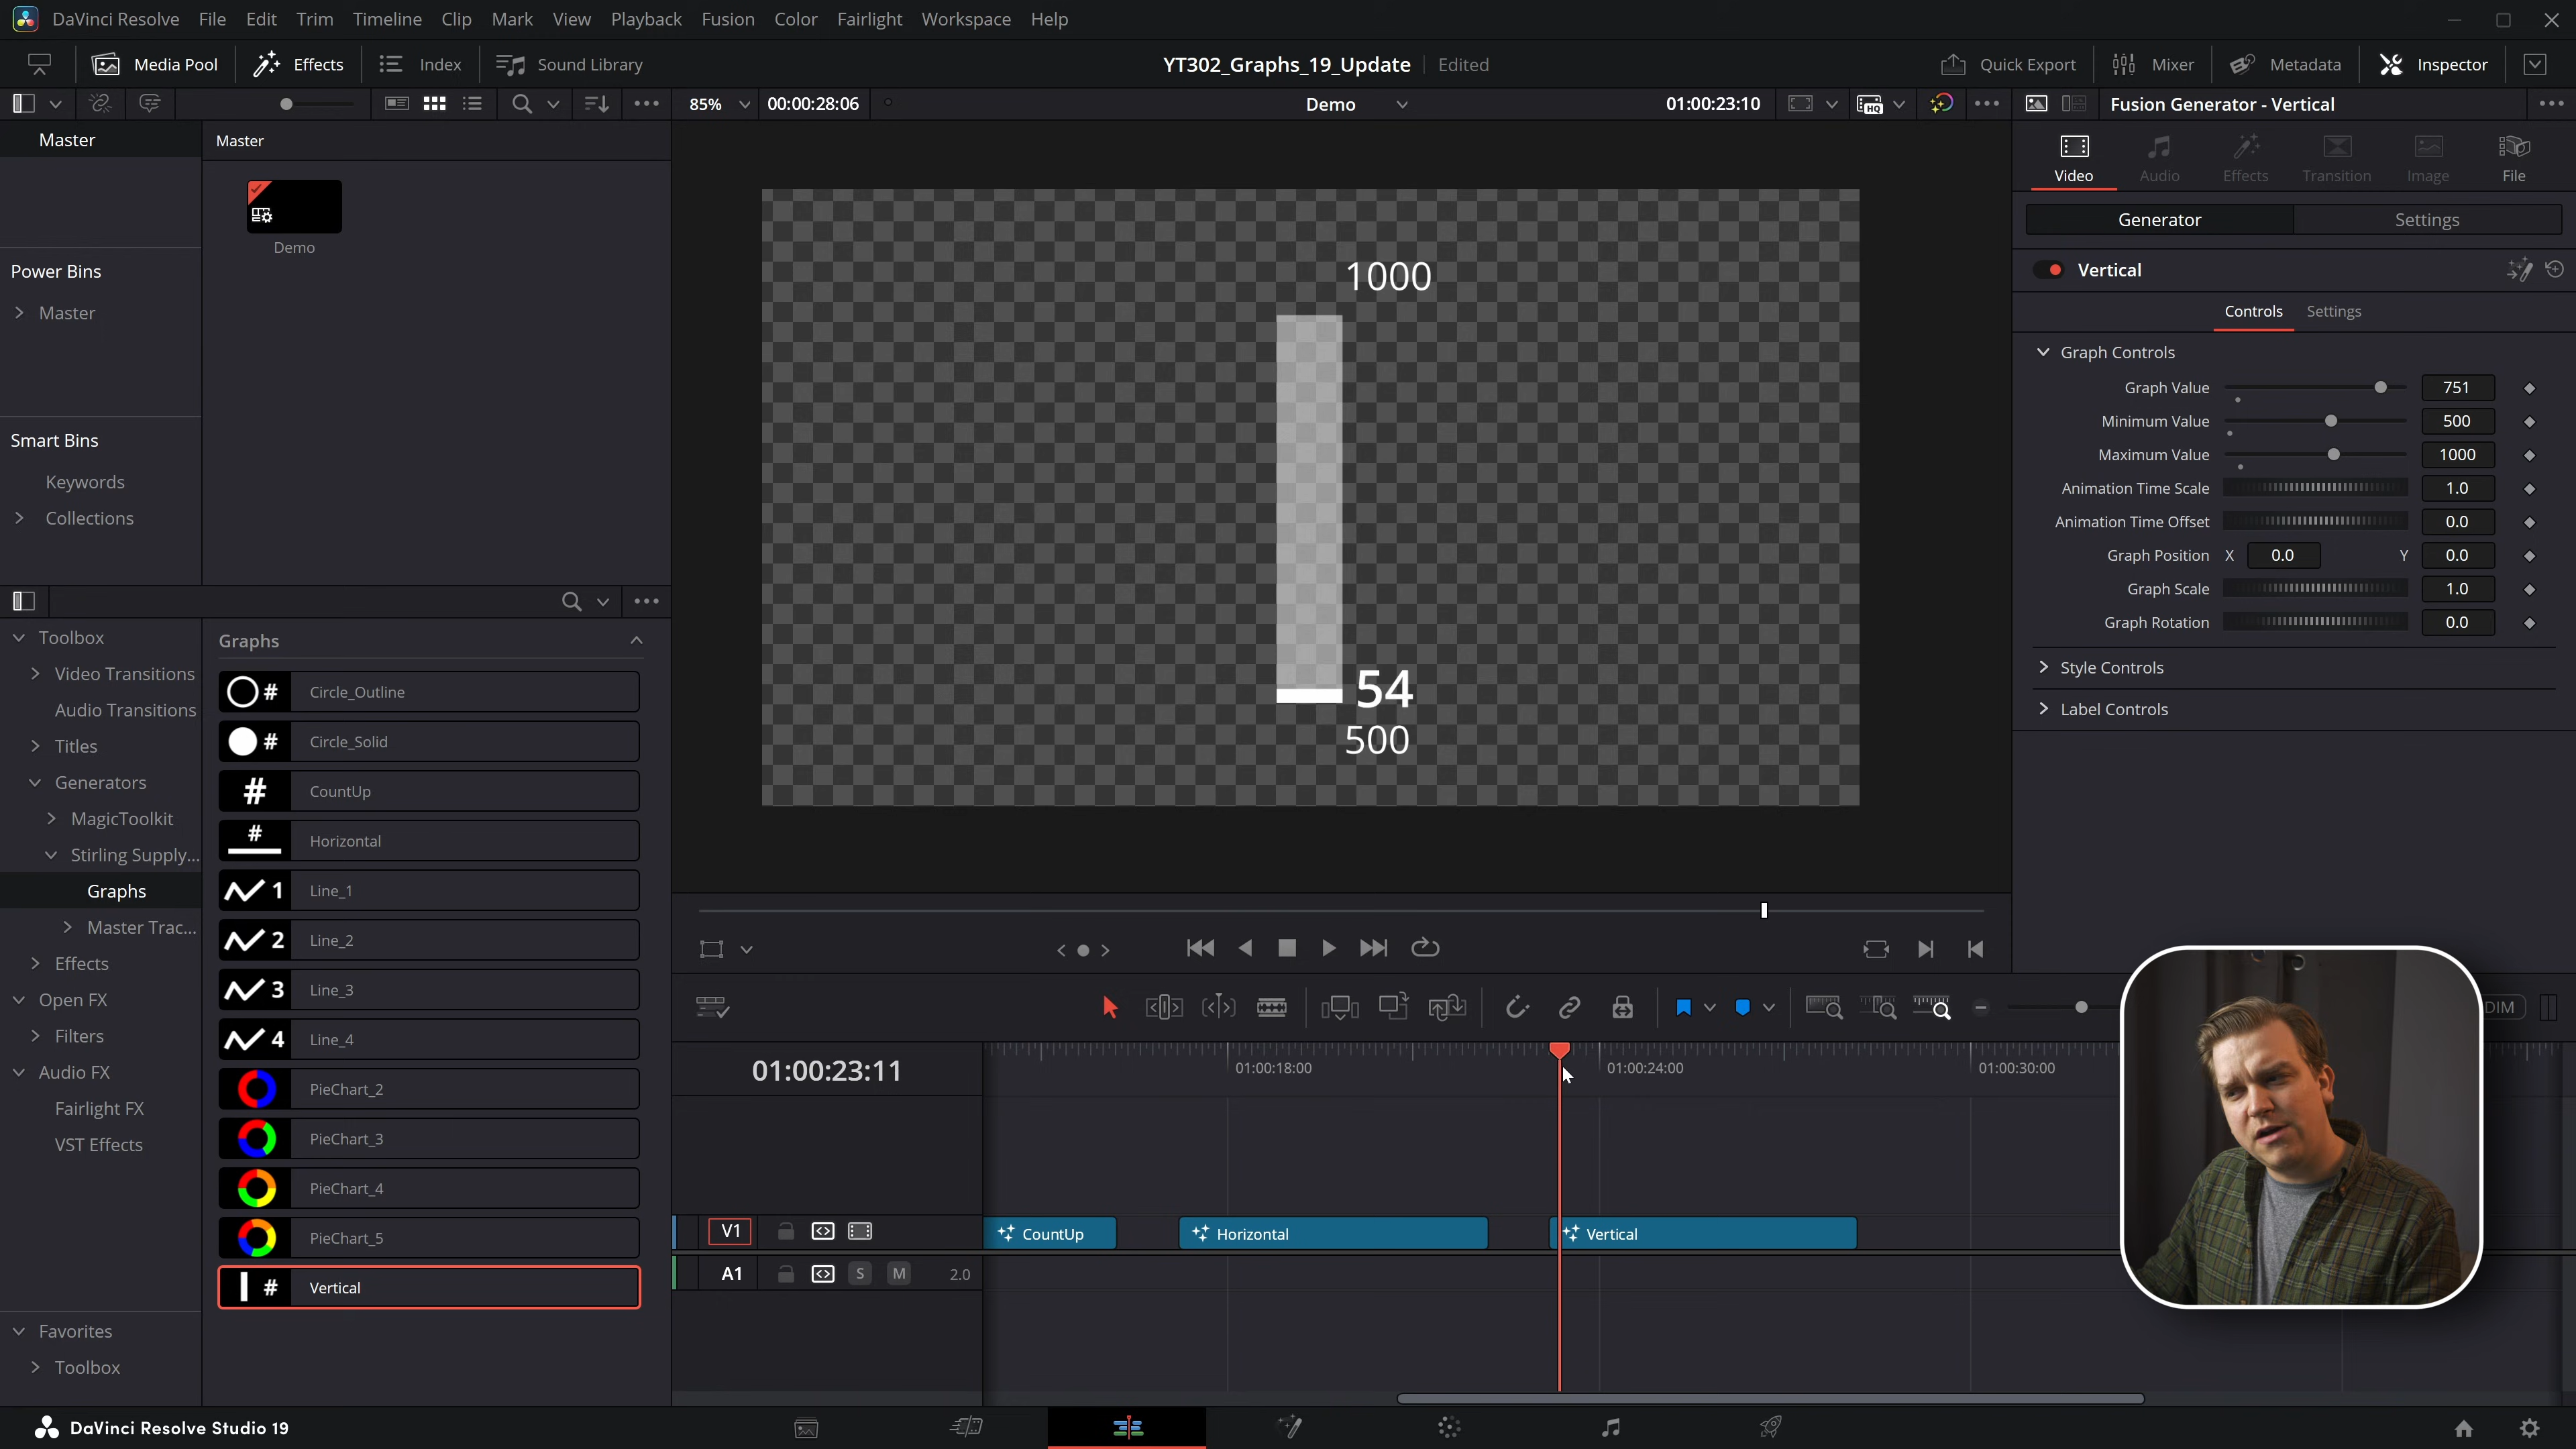 DaVinci Resolve File Edit Trim Timeline Clip Mark View Playback Fusion Color Fairlight Workspace Help
Media Pool Effects Index Sound Library YT302_Graphs_19_Update Edited Quick Export Mixer Metadata Inspector
85% 00:00:28:06 Demo 01:00:23:10 HQ Fusion Generator - Vertical
Master
Master
Demo
Power Bins
Master
Smart Bins
Keywords
Collections
1000
54
500
Video Audio Effects Transition Image File
Generator Settings
Vertical
Controls Settings
Graph Controls
Graph Value 751
Minimum Value 500
Maximum Value 1000
Animation Time Scale 1.0
Animation Time Offset 0.0
Graph Position X 0.0 Y 0.0
Graph Scale 1.0
Graph Rotation 0.0
Style Controls
Label Controls
Toolbox
Video Transitions
Audio Transitions
Titles
Generators
MagicToolkit
Stirling Supply...
Graphs
Master Trac...
Effects
Open FX
Filters
Audio FX
Fairlight FX
VST Effects
Favorites
Toolbox
Graphs
# Circle_Outline
# Circle_Solid
# CountUp
# Horizontal
1 Line_1
2 Line_2
3 Line_3
4 Line_4
PieChart_2
PieChart_3
PieChart_4
PieChart_5
# Vertical
DIM
01:00:23:11 01:00:18:00 01:00:24:00 01:00:30:00
V1 CountUp Horizontal Vertical
A1 S M 2.0
DaVinci Resolve Studio 19